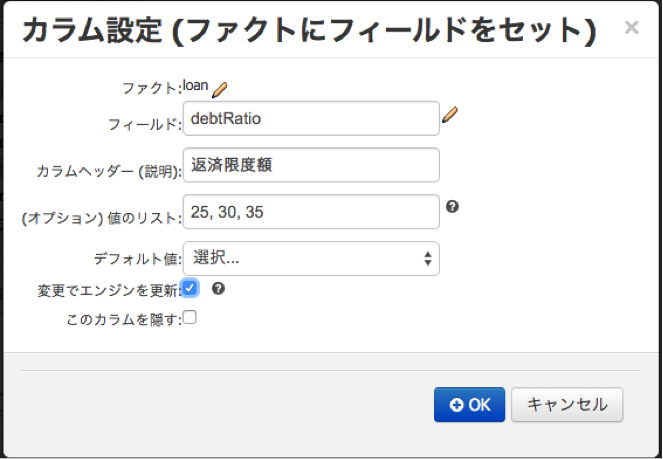 カラム設定 (ファクトにフィールドをセット)
×
ファクト: loan
フィールド: debtRatio
カラムヘッダー (説明): 返済限度額
(オプション) 値のリスト: 25, 30, 35
デフォルト値: 選択...
変更でエンジンを更新:
このカラムを隠す:
OK キャンセル